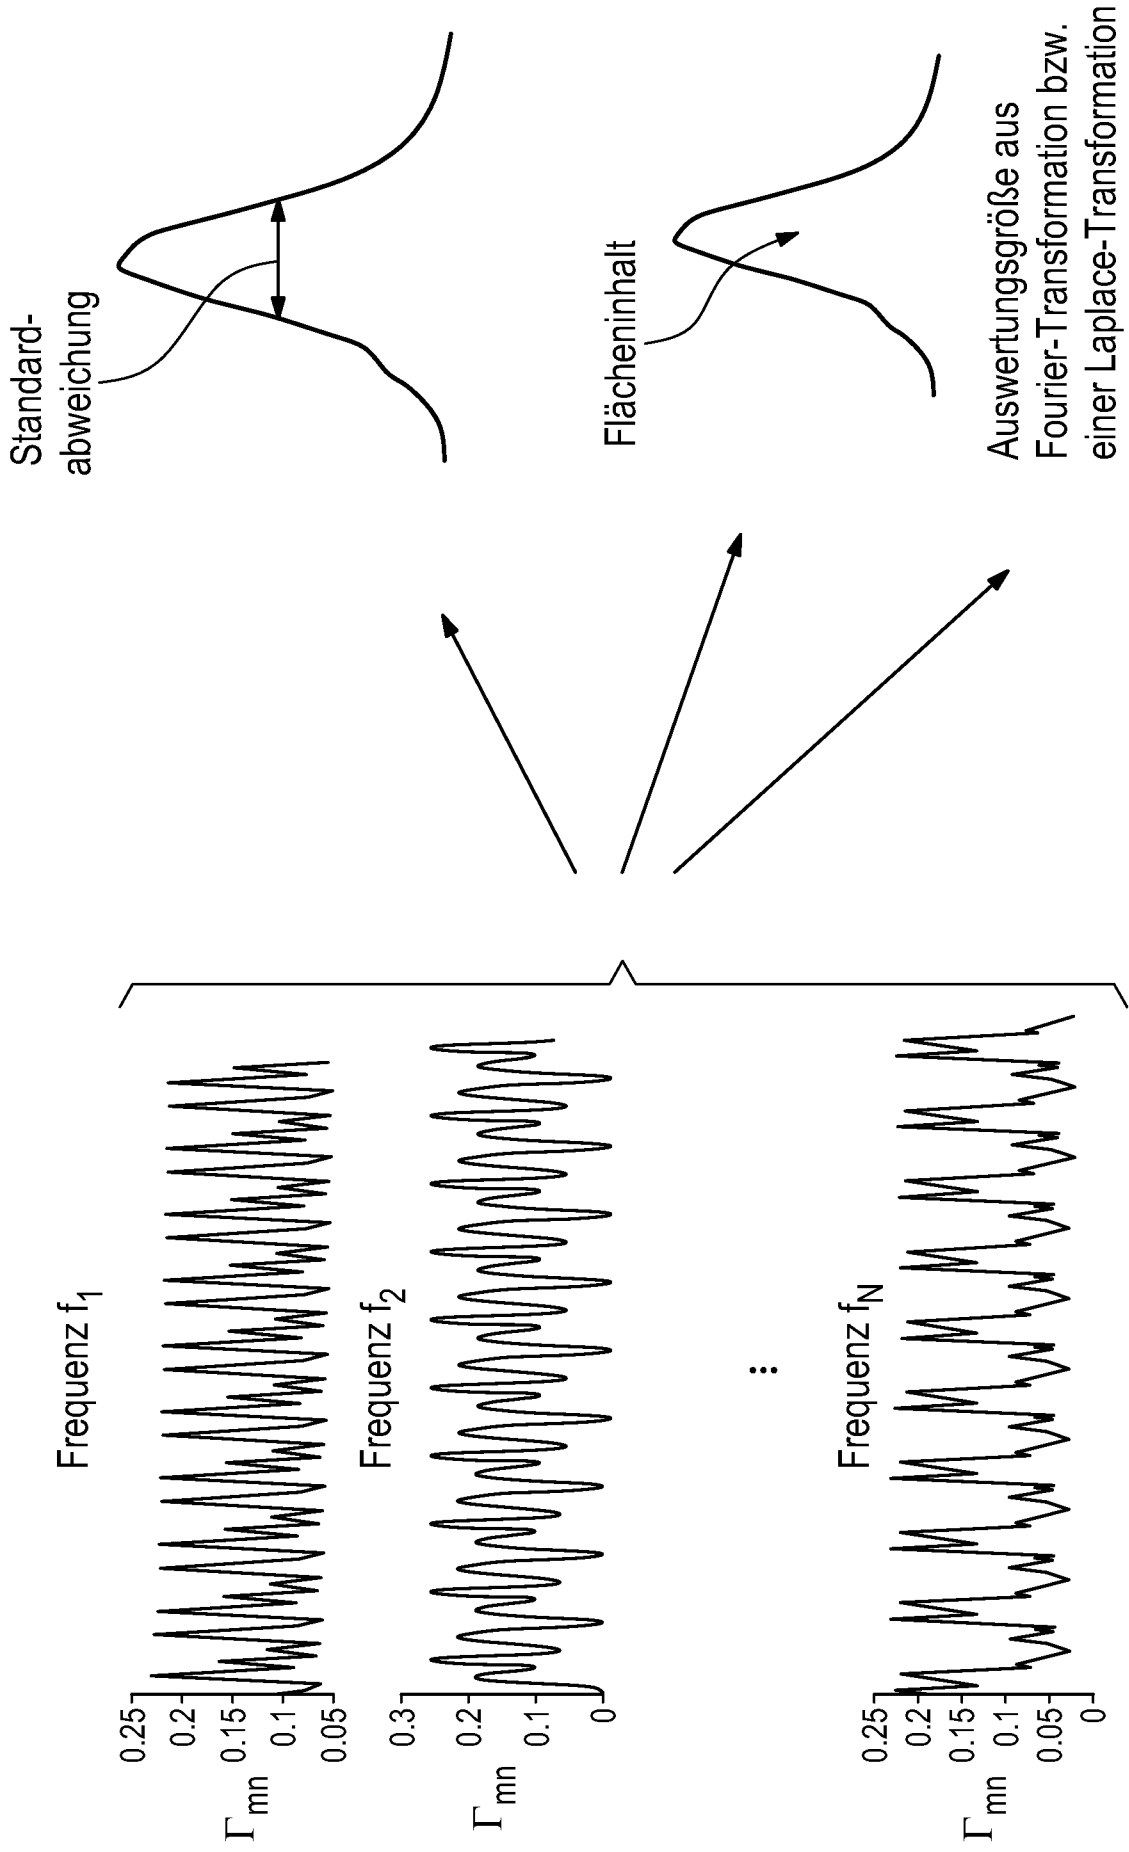 Frequenz f1
0.25
0.2
0.15
0.1
0.05
Γmn
Frequenz f2
0.3
0.2
0.1
0
Γmn
...
Frequenz fN
0.25
0.2
0.15
0.1
0.05
0
Γmn
Standard-
abweichung
Flächeninhalt
Auswertungsgröße aus
Fourier-Transformation bzw.
einer Laplace-Transformation